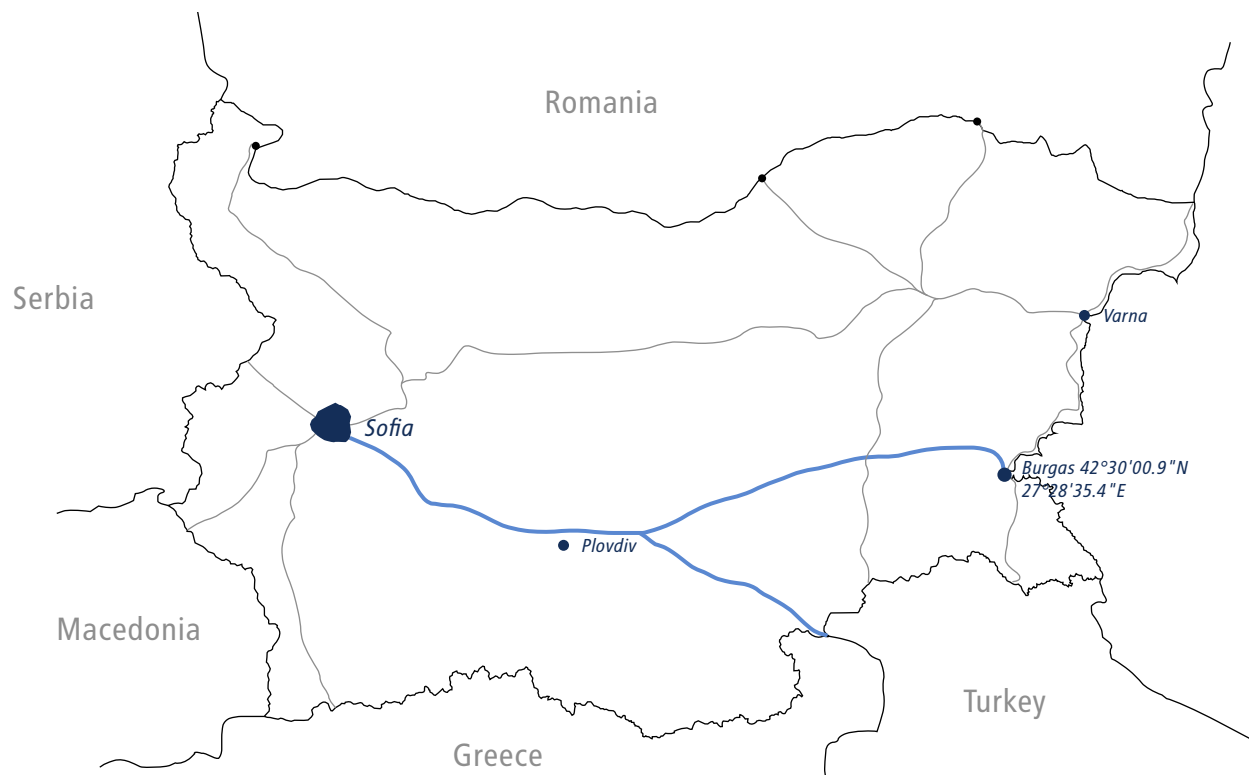 Romania
Serbia
Varna
Sofia
Burgas 42°30'00.9"N
27°28'35.4"E
Plovdiv
Macedonia
Turkey
Greece